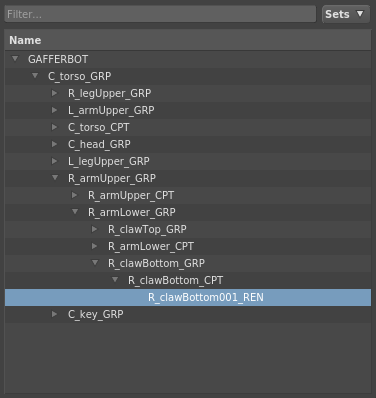 Filter...
Sets
Name
GAFFERBOT
C_torso_GRP
R_legUpper_GRP
L_armUpper_GRP
C_torso_CPT
C_head_GRP
L_legUpper_GRP
R_armUpper_GRP
R_armUpper_CPT
R_armLower_GRP
R_clawTop_GRP
R_armLower_CPT
R_clawBottom_GRP
R_clawBottom_CPT
R_clawBottom001_REN
C_key_GRP